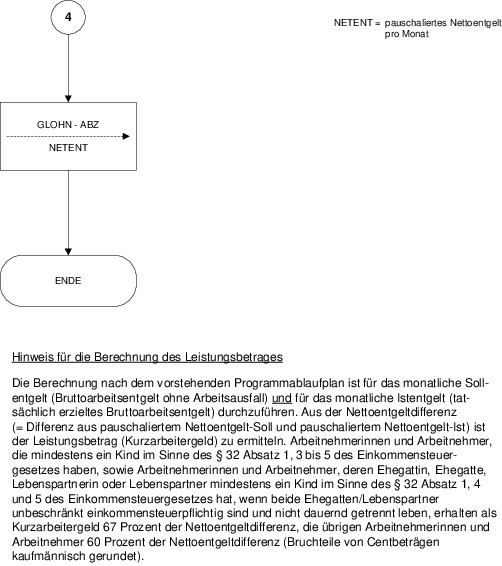 4
NETENT = pauschaliertes Nettoentgelt
pro Monat
GLOHN - ABZ
NETENT
ENDE
Hinweis für die Berechnung des Leistungsbetrages
Die Berechnung nach dem vorstehenden Programmablaufplan ist für das monatliche Soll-
entgelt (Bruttoarbeitsentgelt ohne Arbeitsausfall) und für das monatliche Istentgelt (tat-
sächlich erzieltes Bruttoarbeitsentgelt) durchzuführen. Aus der Nettoentgeltdifferenz
(= Differenz aus pauschaliertem Nettoentgelt-Soll und pauschaliertem Nettoentgelt-Ist) ist
der Leistungsbetrag (Kurzarbeitergeld) zu ermitteln. Arbeitnehmerinnen und Arbeitnehmer,
die mindestens ein Kind im Sinne des § 32 Absatz 1, 3 bis 5 des Einkommensteuer-
gesetzes haben, sowie Arbeitnehmerinnen und Arbeitnehmer, deren Ehegattin, Ehegatte,
Lebenspartnerin oder Lebenspartner mindestens ein Kind im Sinne des § 32 Absatz 1, 4
und 5 des Einkommensteuergesetzes hat, wenn beide Ehegatten/Lebenspartner
unbeschränkt einkommensteuerpflichtig sind und nicht dauernd getrennt leben, erhalten als
Kurzarbeitergeld 67 Prozent der Nettoentgeltdifferenz, die übrigen Arbeitnehmerinnen und
Arbeitnehmer 60 Prozent der Nettoentgeltdifferenz (Bruchteile von Centbeträgen
kaufmännisch gerundet).